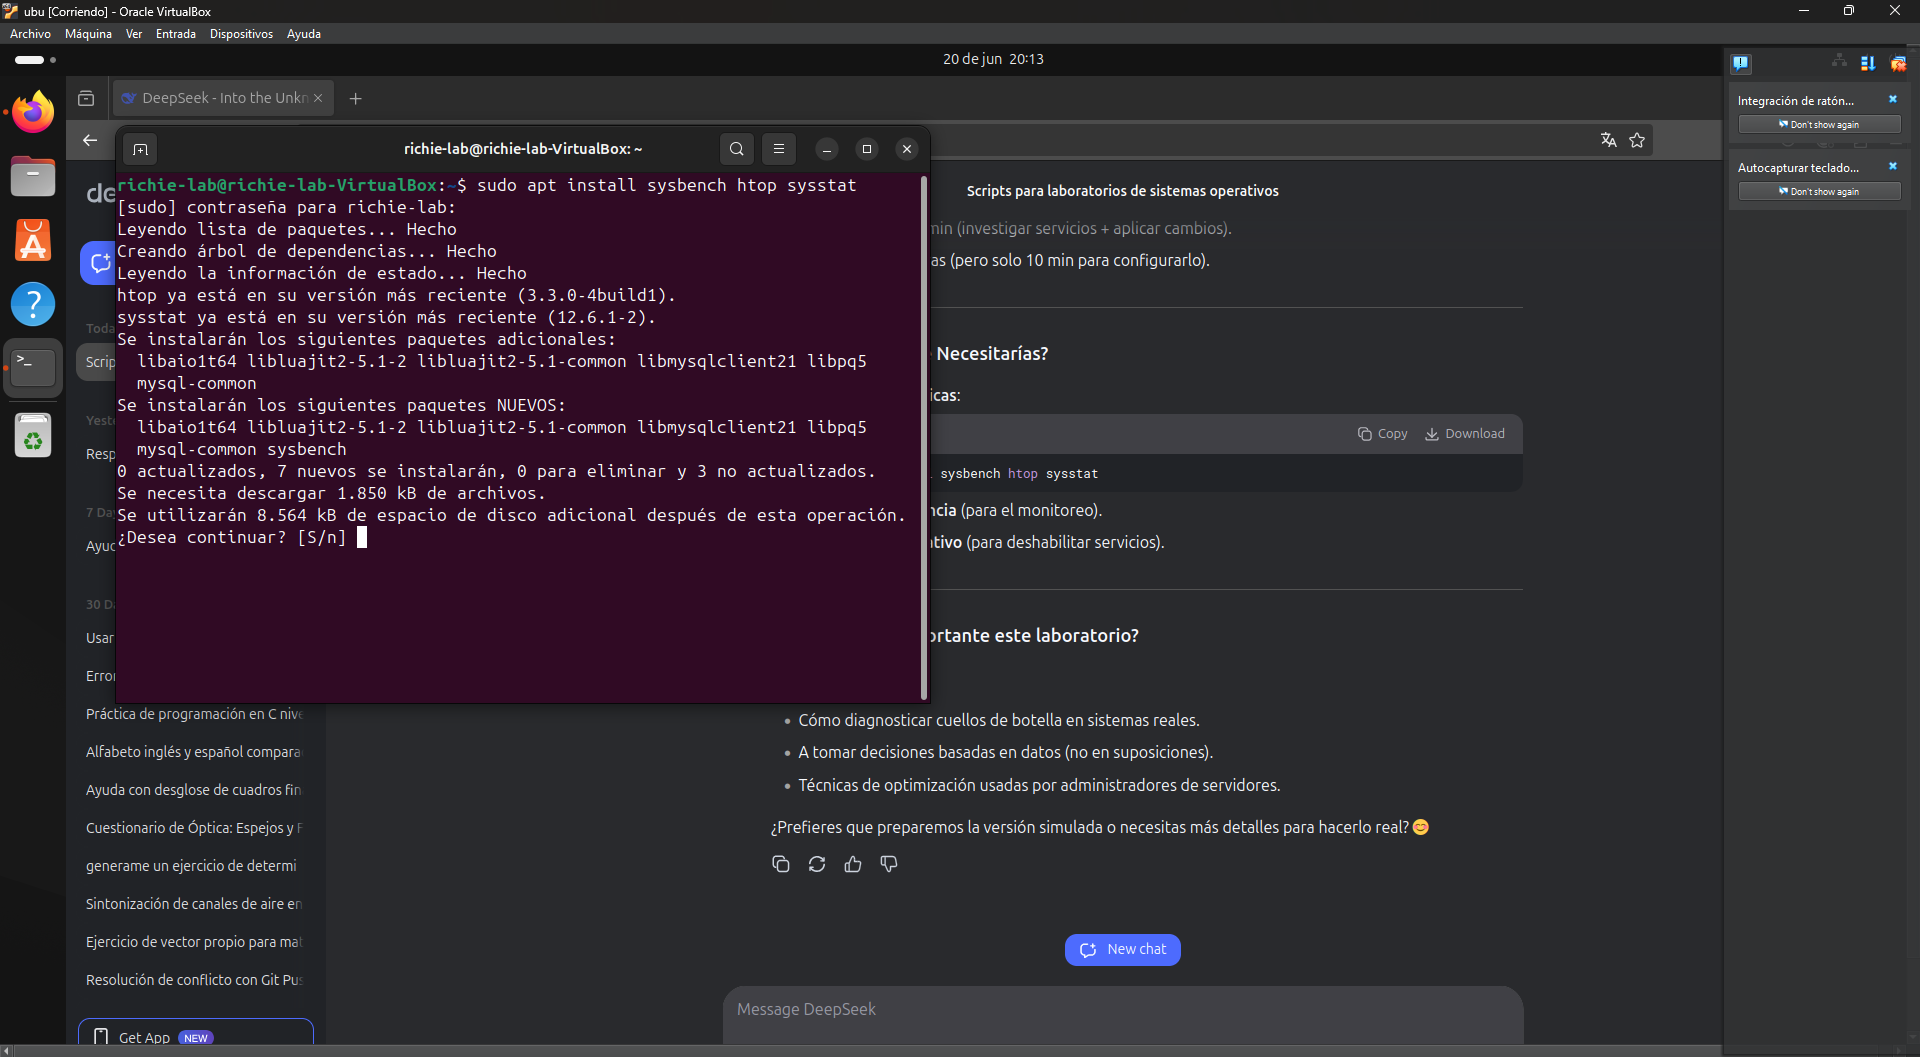 ubu [Corriendo] - Oracle VirtualBox
Archivo Máquina Ver Entrada Dispositivos Ayuda
20 de jun 20:13
DeepSeek - Into the Unkn
richie-lab@richie-lab-VirtualBox: ~
richie-lab@richie-lab-VirtualBox:~$ sudo apt install sysbench htop sysstat
[sudo] contraseña para richie-lab:
Leyendo lista de paquetes... Hecho
Creando árbol de dependencias... Hecho
Leyendo la información de estado... Hecho
htop ya está en su versión más reciente (3.3.0-4build1).
sysstat ya está en su versión más reciente (12.6.1-2).
Se instalarán los siguientes paquetes adicionales:
libaio1t64 libluajit2-5.1-2 libluajit2-5.1-common libmysqlclient21 libpq5
mysql-common
Se instalarán los siguientes paquetes NUEVOS:
libaio1t64 libluajit2-5.1-2 libluajit2-5.1-common libmysqlclient21 libpq5
mysql-common sysbench
0 actualizados, 7 nuevos se instalarán, 0 para eliminar y 3 no actualizados.
Se necesita descargar 1.850 kB de archivos.
Se utilizarán 8.564 kB de espacio de disco adicional después de esta operación.
¿Desea continuar? [S/n]
de
Toda
Scrip
Yest
Resp
7 Da
Ayuc
30 D
Usar
Error
Práctica de programación en C nive
Alfabeto inglés y español compara
Ayuda con desglose de cuadros fin
Cuestionario de Óptica: Espejos y F
generame un ejercicio de determi
Sintonización de canales de aire en
Ejercicio de vector propio para mat
Resolución de conflicto con Git Pus
Get App NEW
Scripts para laboratorios de sistemas operativos
min (investigar servicios + aplicar cambios).
as (pero solo 10 min para configurarlo).
Necesitarías?
icas:
Copy Download
sysbench htop sysstat
ncia (para el monitoreo).
ativo (para deshabilitar servicios).
ortante este laboratorio?
Cómo diagnosticar cuellos de botella en sistemas reales.
A tomar decisiones basadas en datos (no en suposiciones).
Técnicas de optimización usadas por administradores de servidores.
¿Prefieres que preparemos la versión simulada o necesitas más detalles para hacerlo real? 😊
New chat
Message DeepSeek
Integración de ratón...
Don't show again
Autocapturar teclado...
Don't show again